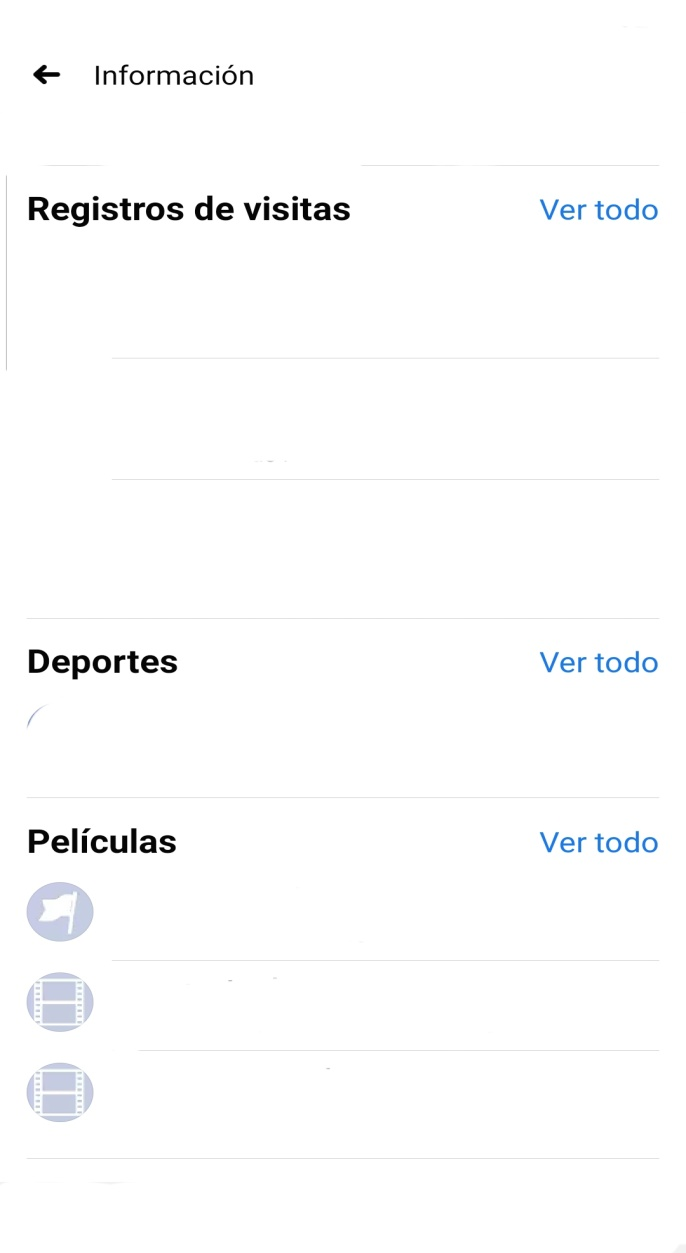 Información
Registros de visitas
Ver todo
Deportes
Ver todo
Películas
Ver todo